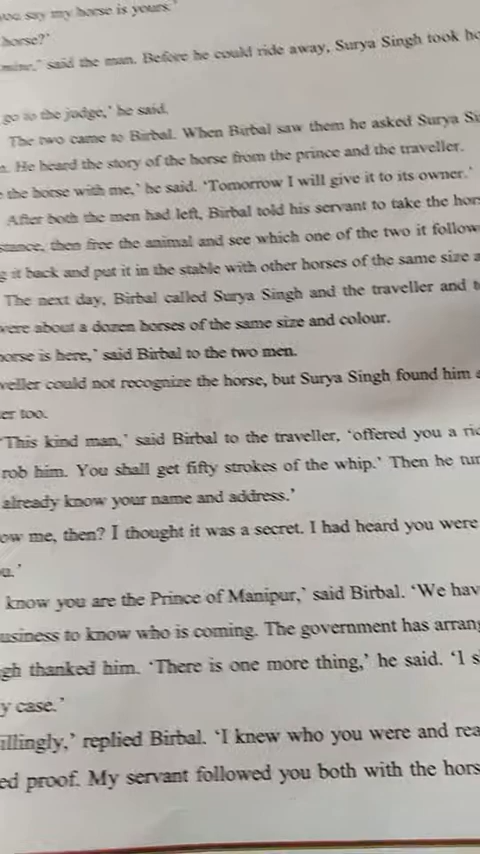 you say my horse is yours.'
horse?'
mine,' said the man. Before he could ride away, Surya Singh took
go to the judge,' he said.
The two came to Birbal. When Birbal saw them he asked Surya
He heard the story of the horse from the prince and the traveller.
the horse with me,' he said. 'Tomorrow I will give it to its owner.'
After both the men had left, Birbal told his servant to take the
stance, then free the animal and see which one of the two it follow
g it back and put it in the stable with other horses of the same size a
The next day, Birbal called Surya Singh and the traveller and
were about a dozen horses of the same size and colour.
horse is here,' said Birbal to the two men.
veller could not recognize the horse, but Surya Singh found him
er too.
'This kind man,' said Birbal to the traveller, 'offered you a
rob him. You shall get fifty strokes of the whip.' Then he
already know your name and address.'
ow me, then? I thought it was a secret. I had heard you were
u.'
know you are the Prince of Manipur,' said Birbal. 'We hav
usiness to know who is coming. The government has arran
gh thanked him. 'There is one more thing,' he said. 'I s
y case.'
illingly,' replied Birbal. 'I knew who you were and rea
ed proof. My servant followed you both with the hors